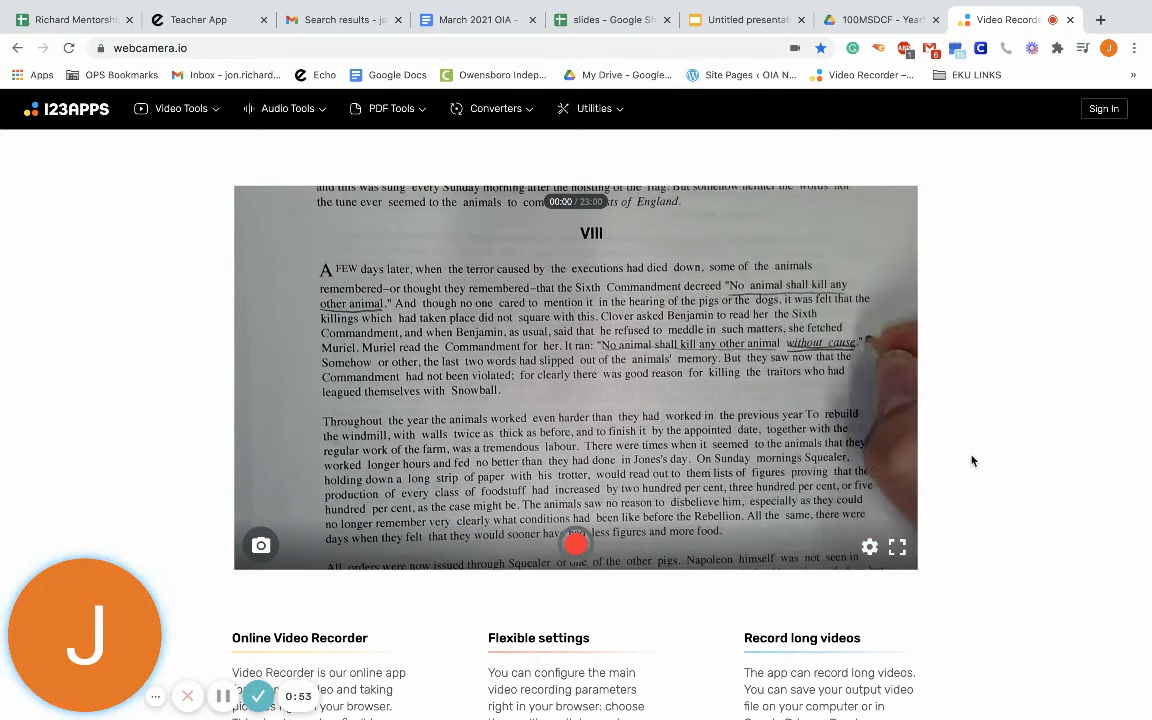 Richard Mentorshi
Teacher App
Search results - jo
March 2021 OIA -
slides - Google Sh
Untitled presentat
100MSDCF - Year
Video Recorde
webcamera.io
Apps
OPS Bookmarks
Inbox - jon.richard...
Echo
Google Docs
Owensboro Indep...
My Drive - Google...
Site Pages ‹ OIA N...
Video Recorder –...
EKU LINKS
»
123APPS
Video Tools
Audio Tools
PDF Tools
Converters
Utilities
Sign In
and this was sung every Sunday morning after the hoisting of the flag. But somehow neither the words nor
the tune ever seemed to the animals to com
of England.
00:00 / 23:00
VIII
A FEW days later, when the terror caused by the executions had died down, some of the animals
remembered–or thought they remembered–that the Sixth Commandment decreed "No animal shall kill any
other animal." And though no one cared to mention it in the hearing of the pigs or the dogs, it was felt that the
killings which had taken place did not square with this. Clover asked Benjamin to read her the Sixth
Commandment, and when Benjamin, as usual, said that he refused to meddle in such matters, she fetched
Muriel. Muriel read the Commandment for her. It ran: "No animal shall kill any other animal without cause."
Somehow or other, the last two words had slipped out of the animals' memory. But they saw now that the
Commandment had not been violated; for clearly there was good reason for killing the traitors who had
leagued themselves with Snowball.
Throughout the year the animals worked even harder than they had worked in the previous year To rebuild
the windmill, with walls twice as thick as before, and to finish it by the appointed date, together with the
regular work of the farm, was a tremendous labour. There were times when it seemed to the animals that they
worked longer hours and fed no better than they had done in Jones's day. On Sunday mornings Squealer,
holding down a long strip of paper with his trotter, would read out to them lists of figures proving that the
production of every class of foodstuff had increased by two hundred per cent, three hundred per cent, or five
hundred per cent, as the case might be. The animals saw no reason to disbelieve him, especially as they could
no longer remember very clearly what conditions had been like before the Rebellion. All the same, there were
days when they felt that they would sooner have had less figures and more food.
All orders were now issued through Squealer or one of the other pigs. Napoleon himself was not seen in
J
0:53
Online Video Recorder
Video Recorder is our online app
deo and taking
your browser.
Flexible settings
You can configure the main
video recording parameters
right in your browser: choose
Record long videos
The app can record long videos.
You can save your output video
file on your computer or in